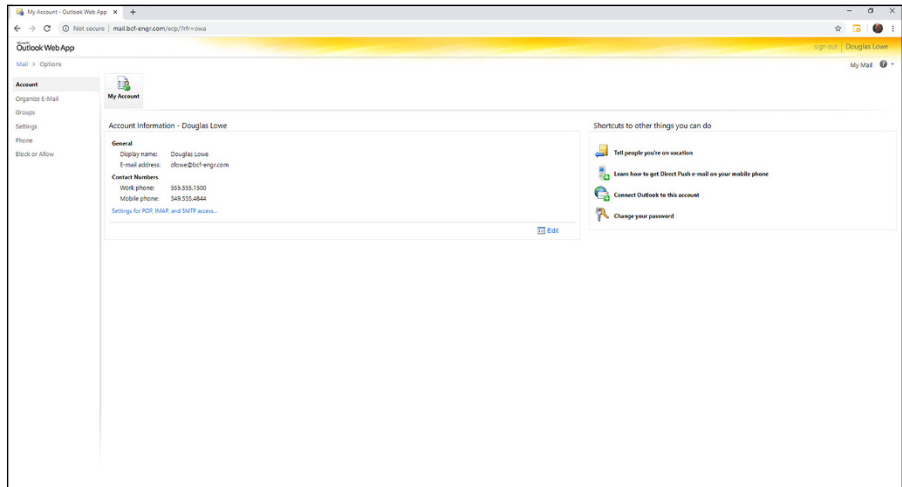 My Account - Outlook Web App
Not secure | mail.bcf-engr.com/ecp/?rfr=owa
Outlook Web App
sign out Douglas Lowe
Mail > Options
My Mail
Account
Organize E-Mail
Groups
Settings
Phone
Block or Allow
My Account
Account Information - Douglas Lowe
General
Display name: Douglas Lowe
E-mail address: dlowe@bcf-engr.com
Contact Numbers
Work phone: 555.555.1500
Mobile phone: 549.555.4844
Settings for POP, IMAP, and SMTP access...
Edit
Shortcuts to other things you can do
Tell people you're on vacation
Learn how to get Direct Push e-mail on your mobile phone
Connect Outlook to this account
Change your password